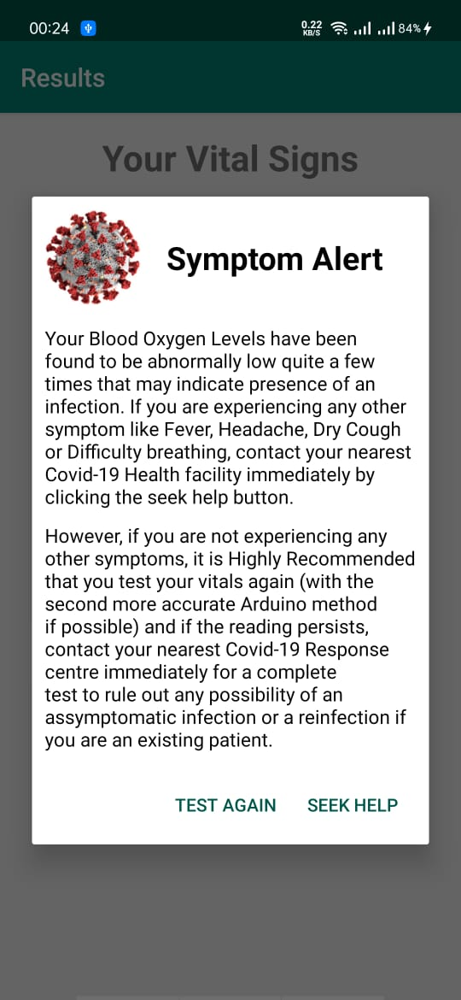 00:24
0.22
KB/S
84%
Results
Your Vital Signs
Symptom Alert
Your Blood Oxygen Levels have been
found to be abnormally low quite a few
times that may indicate presence of an
infection. If you are experiencing any other
symptom like Fever, Headache, Dry Cough
or Difficulty breathing, contact your nearest
Covid-19 Health facility immediately by
clicking the seek help button.
However, if you are not experiencing any
other symptoms, it is Highly Recommended
that you test your vitals again (with the
second more accurate Arduino method
if possible) and if the reading persists,
contact your nearest Covid-19 Response
centre immediately for a complete
test to rule out any possibility of an
assymptomatic infection or a reinfection if
you are an existing patient.
TEST AGAIN SEEK HELP